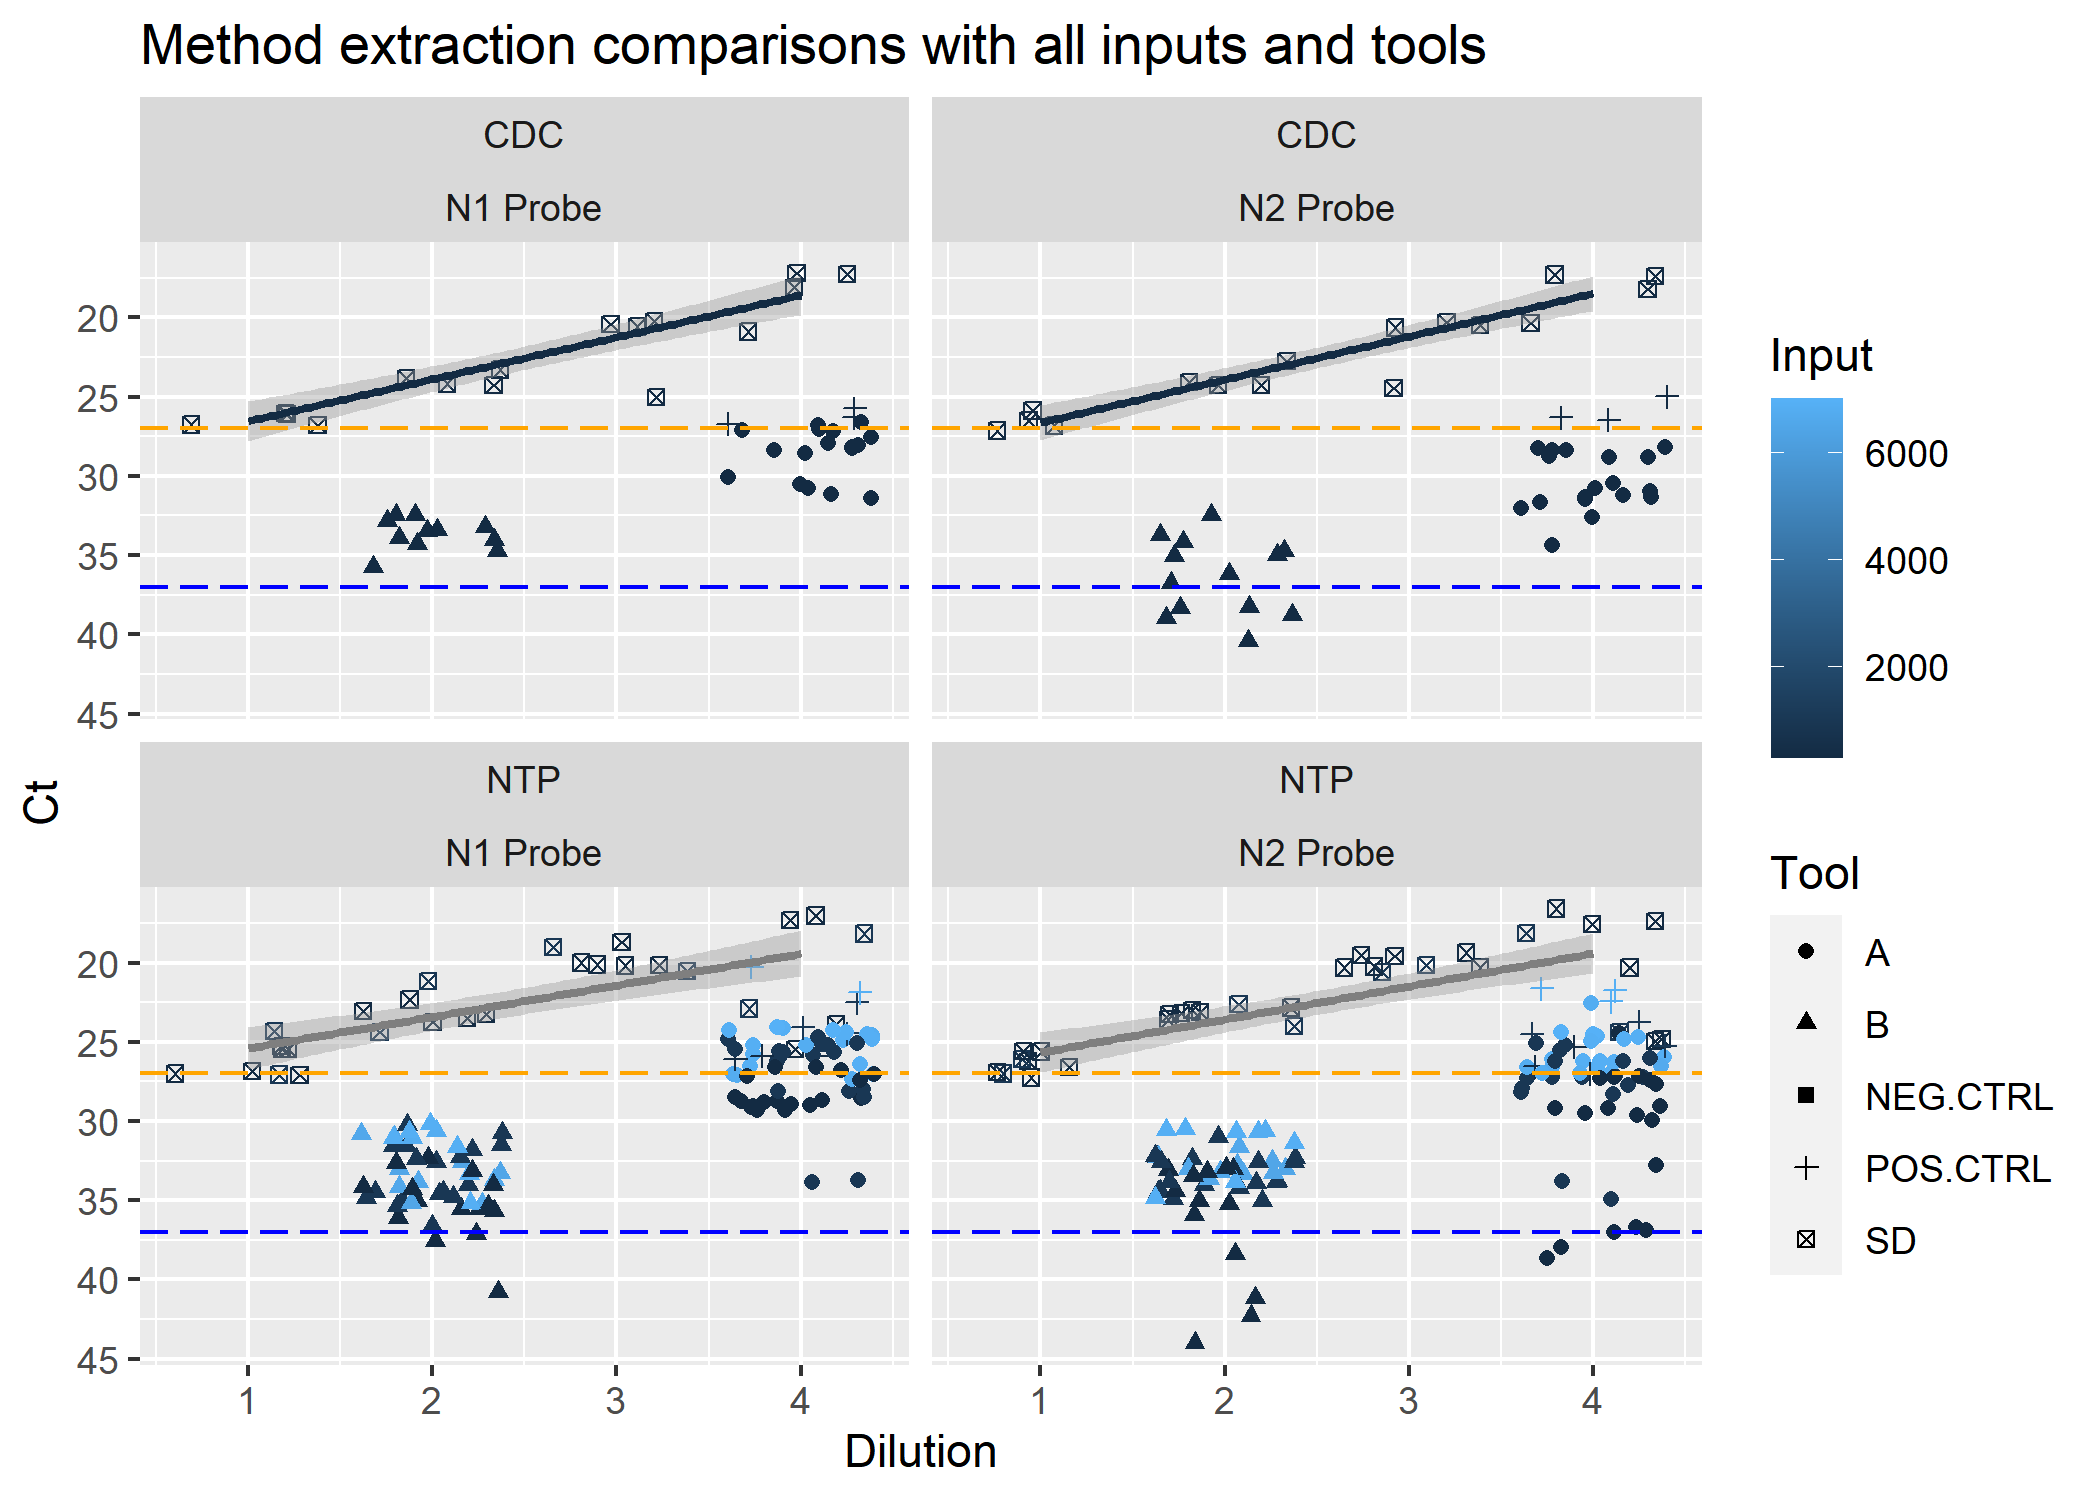 Method extraction comparisons with all inputs and tools
CDC
N1 Probe
CDC
N2 Probe
20
25
30
35
40
45
NTP
N1 Probe
NTP
N2 Probe
20
25
30
35
40
45
Ct
1
2
3
4
1
2
3
4
Dilution
Input
6000
4000
2000
Tool
A
B
NEG.CTRL
POS.CTRL
SD